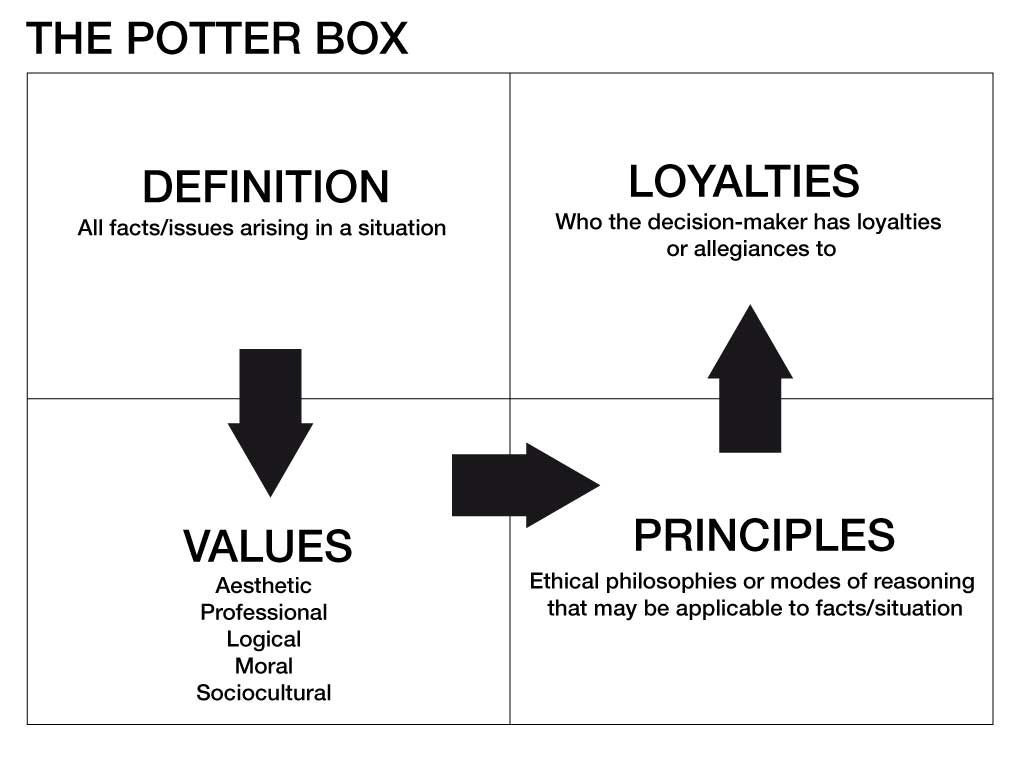 THE POTTER BOX
DEFINITION
All facts/issues arising in a situation
LOYALTIES
Who the decision-maker has loyalties
or allegiances to
VALUES
Aesthetic
Professional
Logical
Moral
Sociocultural
PRINCIPLES
Ethical philosophies or modes of reasoning
that may be applicable to facts/situation